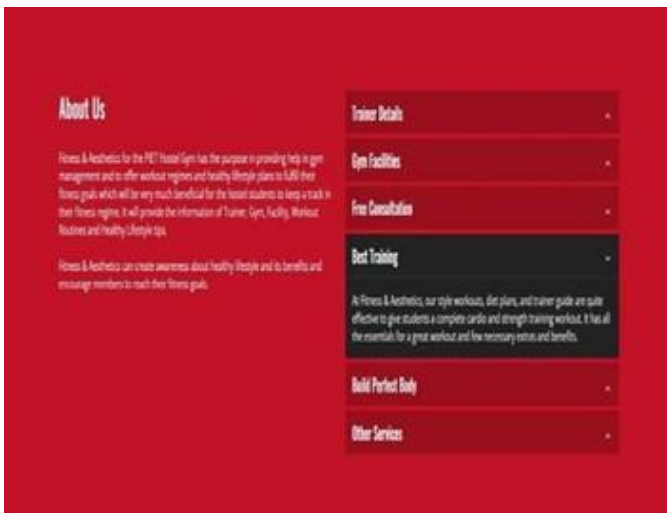 About Us
Fitness & Aesthetics for the PIET Hostel Gym has the purpose in providing help in gym
management and to offer workout regimes and healthy lifestyle plans to fulfill their
fitness goals which will be very much beneficial for the hostel students to keep a track in
their fitness regime. It will provide the information of Trainer, Gym, Facility, Workout
Routines and Healthy Lifestyle tips.
Fitness & Aesthetics can create awareness about healthy lifestyle and its benefits and
encourage members to reach their fitness goals.
Trainer Details
Gym Facilities
Free Consultation
Best Training
At Fitness & Aesthetics, our style workouts, diet plans, and trainer guide are quite
effective to give students a complete cardio and strength training workout. It has all
the essentials for a great workout and few necessary extras and benefits.
Build Perfect Body
Other Services